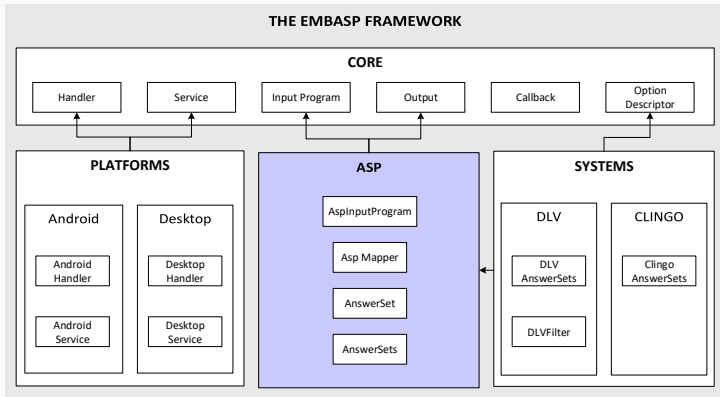 THE EMBASP FRAMEWORK
CORE
Handler
Service
Input Program
Output
Callback
Option
Descriptor
PLATFORMS
Android
Android
Handler
Android
Service
Desktop
Desktop
Handler
Desktop
Service
ASP
AspInputProgram
Asp Mapper
AnswerSet
AnswerSets
SYSTEMS
DLV
DLV
AnswerSets
DLVFilter
CLINGO
Clingo
AnswerSets